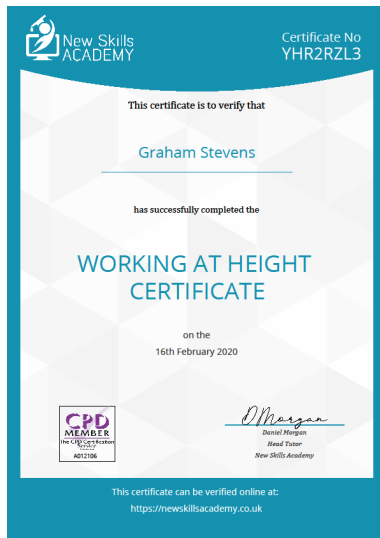 New Skills
ACADEMY
Certificate No
YHR2RZL3
This certificate is to verify that
Graham Stevens
has successfully completed the
WORKING AT HEIGHT
CERTIFICATE
on the
16th February 2020
CPD
MEMBER
The CPD Certification
Service
A012106
DMorgan
Daniel Morgan
Head Tutor
New Skills Academy
This certificate can be verified online at:
https://newskillsacademy.co.uk